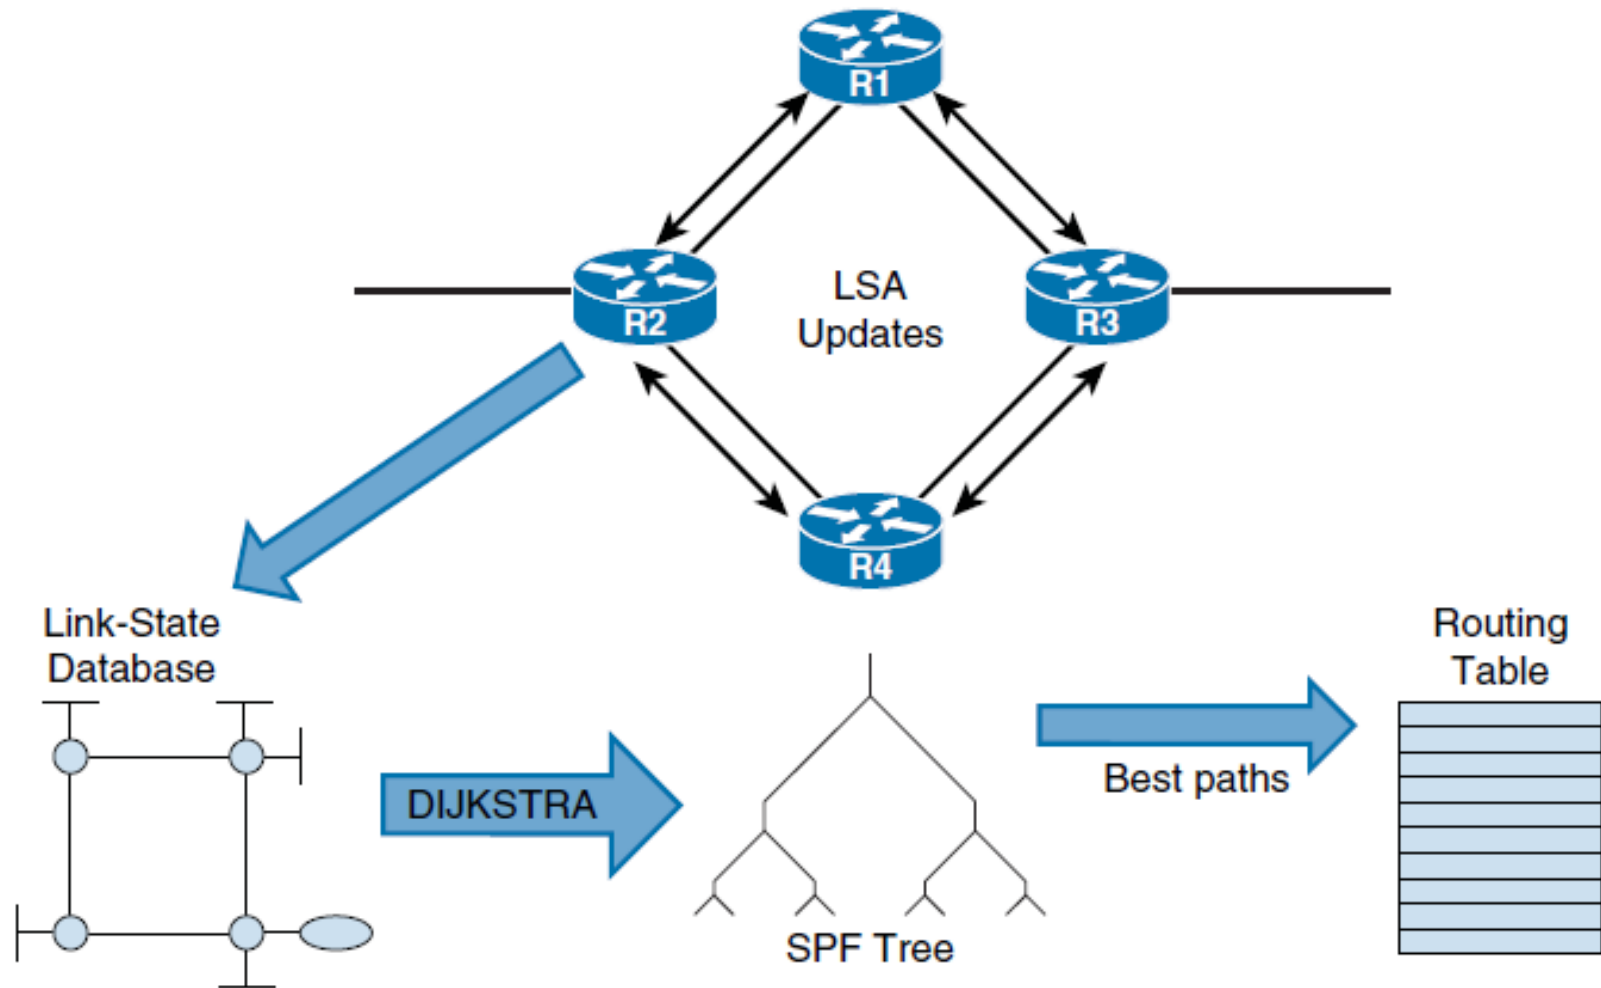 R1
LSA
Updates
R2
R3
R4
Link-State
Database
Routing
Table
DIJKSTRA
Best paths
SPF Tree